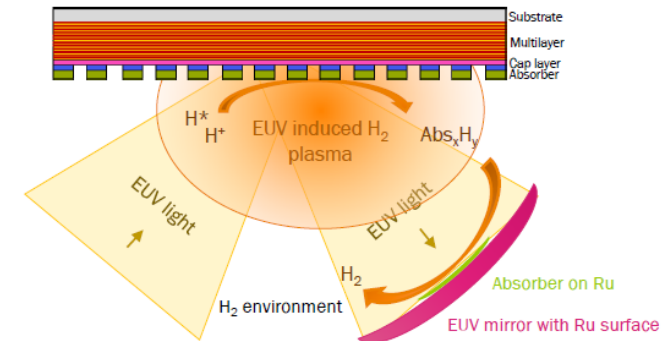 Substrate
Multilayer
Cap layer
Absorber
H*
H⁺
EUV induced H₂
plasma
AbsₓHᵧ
EUV light
EUV light
H₂
H₂ environment
Absorber on Ru
EUV mirror with Ru surface